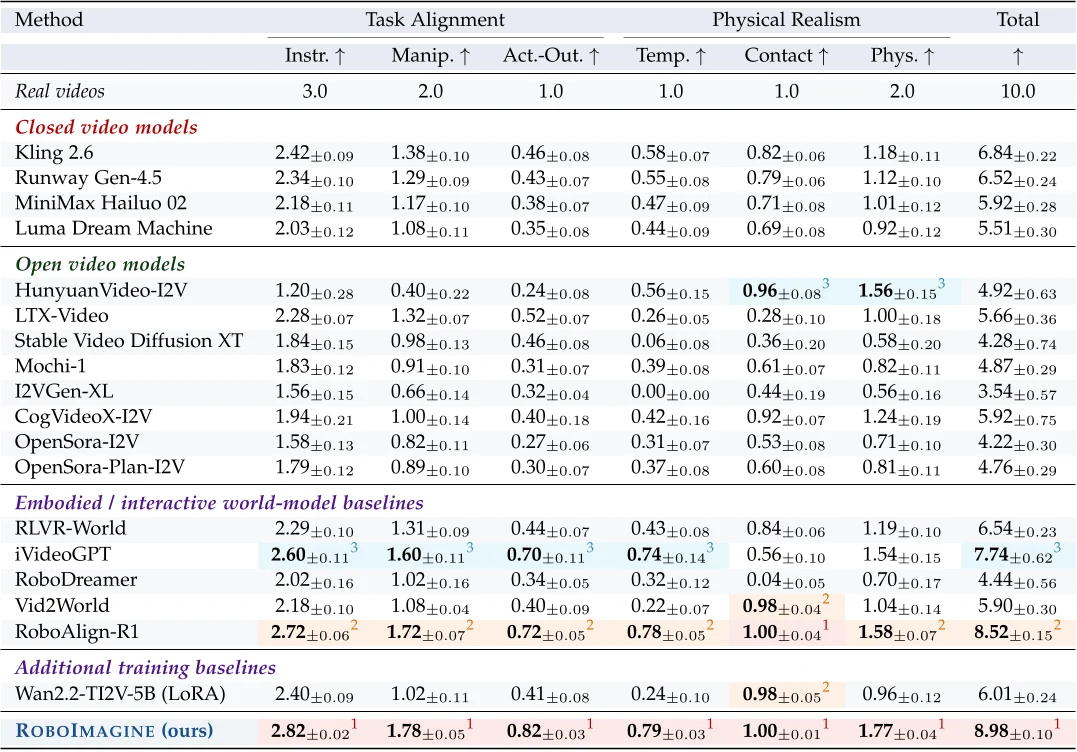 Method Task Alignment Physical Realism Total
Instr. ↑ Manip. ↑ Act.-Out. ↑ Temp. ↑ Contact ↑ Phys. ↑ ↑
Real videos 3.0 2.0 1.0 1.0 1.0 2.0 10.0
Closed video models
Kling 2.6 2.42±0.09 1.38±0.10 0.46±0.08 0.58±0.07 0.82±0.06 1.18±0.11 6.84±0.22
Runway Gen-4.5 2.34±0.10 1.29±0.09 0.43±0.07 0.55±0.08 0.79±0.06 1.12±0.10 6.52±0.24
MiniMax Hailuo 02 2.18±0.11 1.17±0.10 0.38±0.07 0.47±0.09 0.71±0.08 1.01±0.12 5.92±0.28
Luma Dream Machine 2.03±0.12 1.08±0.11 0.35±0.08 0.44±0.09 0.69±0.08 0.92±0.12 5.51±0.30
Open video models
HunyuanVideo-I2V 1.20±0.28 0.40±0.22 0.24±0.08 0.56±0.15 0.96±0.08 3 1.56±0.15 3 4.92±0.63
LTX-Video 2.28±0.07 1.32±0.07 0.52±0.07 0.26±0.05 0.28±0.10 1.00±0.18 5.66±0.36
Stable Video Diffusion XT 1.84±0.15 0.98±0.13 0.46±0.08 0.06±0.08 0.36±0.20 0.58±0.20 4.28±0.74
Mochi-1 1.83±0.12 0.91±0.10 0.31±0.07 0.39±0.08 0.61±0.07 0.82±0.11 4.87±0.29
I2VGen-XL 1.56±0.15 0.66±0.14 0.32±0.04 0.00±0.00 0.44±0.19 0.56±0.16 3.54±0.57
CogVideoX-I2V 1.94±0.21 1.00±0.14 0.40±0.18 0.42±0.16 0.92±0.07 1.24±0.19 5.92±0.75
OpenSora-I2V 1.58±0.13 0.82±0.11 0.27±0.06 0.31±0.07 0.53±0.08 0.71±0.10 4.22±0.30
OpenSora-Plan-I2V 1.79±0.12 0.89±0.10 0.30±0.07 0.37±0.08 0.60±0.08 0.81±0.11 4.76±0.29
Embodied / interactive world-model baselines
RLVR-World 2.29±0.10 1.31±0.09 0.44±0.07 0.43±0.08 0.84±0.06 1.19±0.10 6.54±0.23
iVideoGPT 2.60±0.11 3 1.60±0.11 3 0.70±0.11 3 0.74±0.14 3 0.56±0.10 1.54±0.15 7.74±0.62 3
RoboDreamer 2.02±0.16 1.02±0.16 0.34±0.05 0.32±0.12 0.04±0.05 0.70±0.17 4.44±0.56
Vid2World 2.18±0.10 1.08±0.04 0.40±0.09 0.22±0.07 0.98±0.04 2 1.04±0.14 5.90±0.30
RoboAlign-R1 2.72±0.06 2 1.72±0.07 2 0.72±0.05 2 0.78±0.05 2 1.00±0.04 1 1.58±0.07 2 8.52±0.15 2
Additional training baselines
Wan2.2-TI2V-5B (LoRA) 2.40±0.09 1.02±0.11 0.41±0.08 0.24±0.10 0.98±0.05 2 0.96±0.12 6.01±0.24
ROBOIMAGINE (ours) 2.82±0.02 1 1.78±0.05 1 0.82±0.03 1 0.79±0.03 1 1.00±0.01 1 1.77±0.04 1 8.98±0.10 1